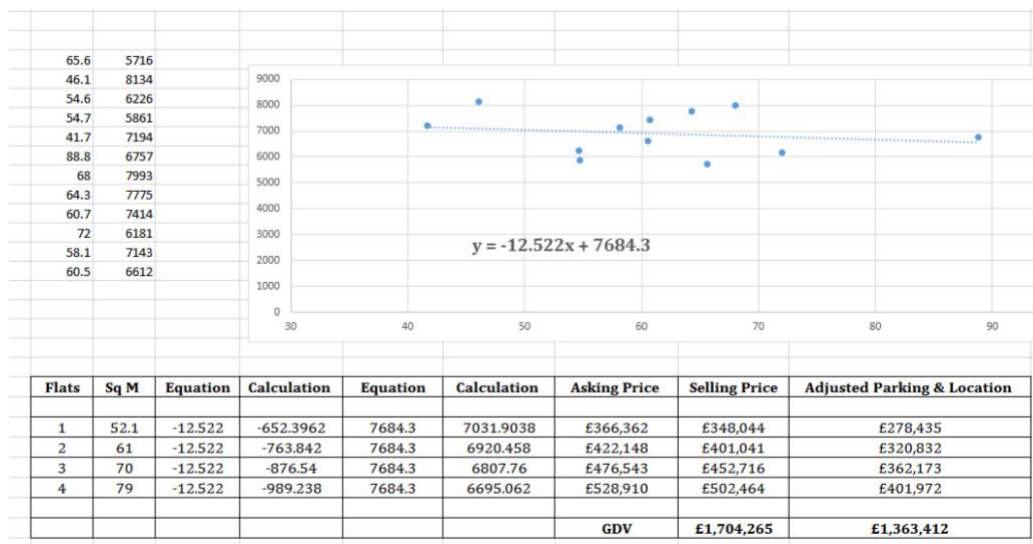 65.6 5716
46.1 8134
54.6 6226
54.7 5861
41.7 7194
88.8 6757
68 7993
64.3 7775
60.7 7414
72 6181
58.1 7143
60.5 6612
9000
8000
7000
6000
5000
4000
3000
2000
1000
0
y = -12.522x + 7684.3
30 40 50 60 70 80 90
Flats Sq M Equation Calculation Equation Calculation Asking Price Selling Price Adjusted Parking & Location
1 52.1 -12.522 -652.3962 7684.3 7031.9038 £366,362 £348,044 £278,435
2 61 -12.522 -763.842 7684.3 6920.458 £422,148 £401,041 £320,832
3 70 -12.522 -876.54 7684.3 6807.76 £476,543 £452,716 £362,173
4 79 -12.522 -989.238 7684.3 6695.062 £528,910 £502,464 £401,972
GDV £1,704,265 £1,363,412